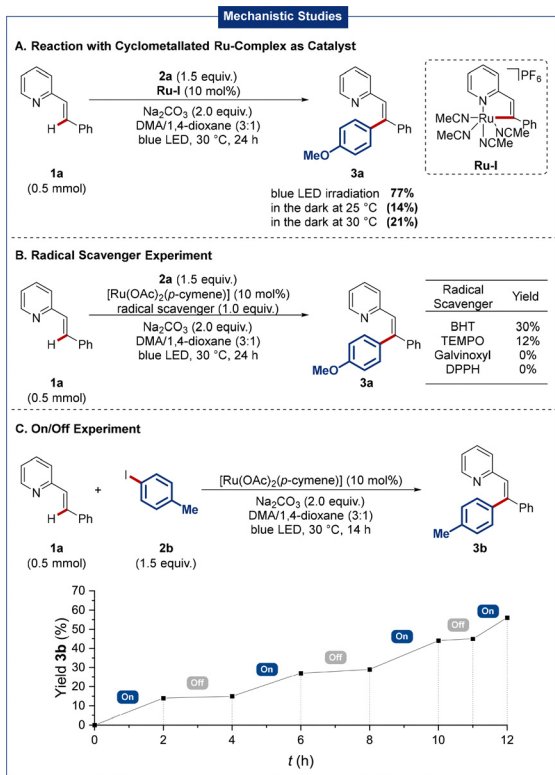 Mechanistic Studies
A. Reaction with Cyclometallated Ru-Complex as Catalyst
N
H
Ph
1a
(0.5 mmol)
2a (1.5 equiv.)
Ru-I (10 mol%)
Na2CO3 (2.0 equiv.)
DMA/1,4-dioxane (3:1)
blue LED, 30 °C, 24 h
N
Ph
MeO
3a
blue LED irradiation 77%
in the dark at 25 °C (14%)
in the dark at 30 °C (21%)
PF6
N
MeCN Ru Ph
MeCN NCMe
NCMe
Ru-I
B. Radical Scavenger Experiment
N
H
Ph
1a
(0.5 mmol)
2a (1.5 equiv.)
[Ru(OAc)2(p-cymene)] (10 mol%)
radical scavenger (1.0 equiv.)
Na2CO3 (2.0 equiv.)
DMA/1,4-dioxane (3:1)
blue LED, 30 °C, 24 h
N
Ph
MeO
3a
Radical Scavenger Yield
BHT 30%
TEMPO 12%
Galvinoxyl 0%
DPPH 0%
C. On/Off Experiment
N
H
Ph
1a
(0.5 mmol)
+
I
Me
2b
(1.5 equiv.)
[Ru(OAc)2(p-cymene)] (10 mol%)
Na2CO3 (2.0 equiv.)
DMA/1,4-dioxane (3:1)
blue LED, 30 °C, 14 h
N
Ph
Me
3b
Yield 3b (%)
70
60
50
40
30
20
10
0
On
Off
On
Off
On
Off
On
0 2 4 6 8 10 11 12
t (h)